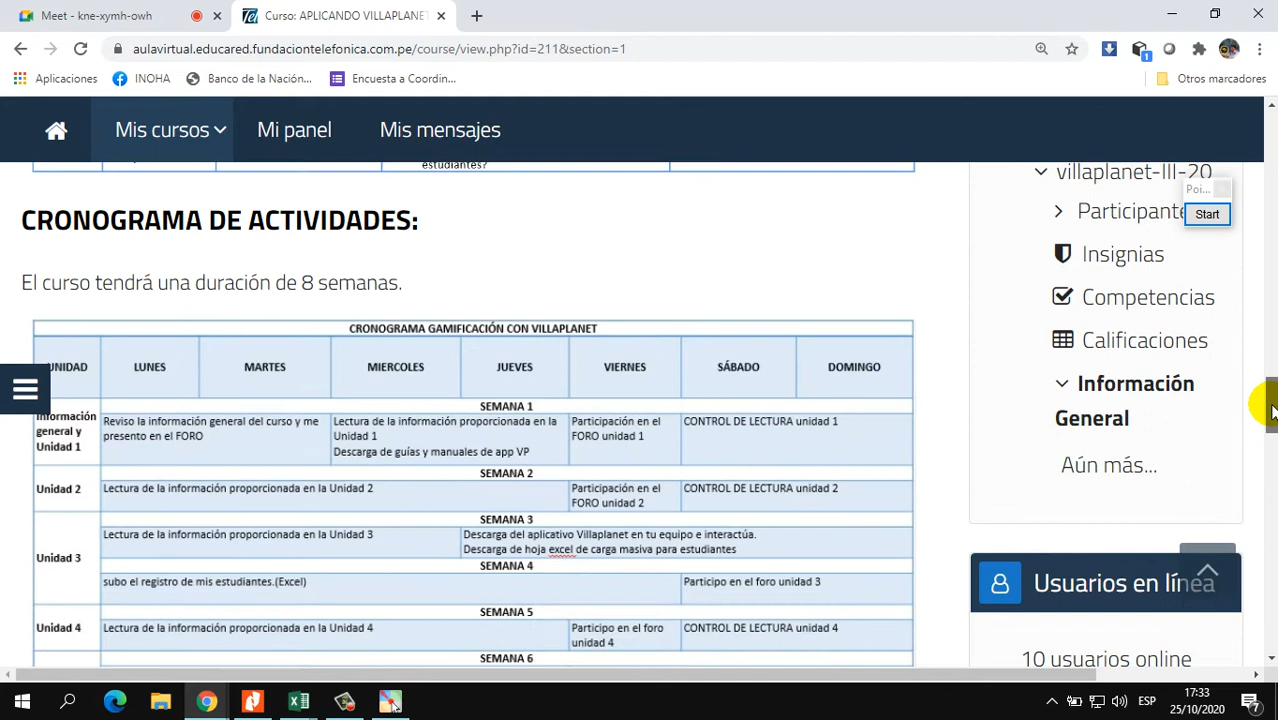 Meet - kne-xymh-owh
Curso: APLICANDO VILLAPLANET
aulavirtual.educared.fundaciontelefonica.com.pe/course/view.php?id=211&section=1
Aplicaciones
INOHA
Banco de la Nación...
Encuesta a Coordin...
Otros marcadores
Mis cursos
Mi panel
Mis mensajes
estudiantes?
villaplanet-III-20
Poi...
Start
Participante
Insignias
Competencias
Calificaciones
Información
General
Aún más...
Usuarios en línea
10 usuarios online
CRONOGRAMA DE ACTIVIDADES:
El curso tendrá una duración de 8 semanas.
CRONOGRAMA GAMIFICACIÓN CON VILLAPLANET
UNIDAD LUNES MARTES MIERCOLES JUEVES VIERNES SÁBADO DOMINGO
SEMANA 1
Información
general y
Unidad 1
Reviso la información general del curso y me
presento en el FORO
Lectura de la información proporcionada en la
Unidad 1
Descarga de guías y manuales de app VP
Participación en el
FORO unidad 1
CONTROL DE LECTURA unidad 1
SEMANA 2
Unidad 2
Lectura de la información proporcionada en la Unidad 2
Participación en el
FORO unidad 2
CONTROL DE LECTURA unidad 2
SEMANA 3
Unidad 3
Lectura de la información proporcionada en la Unidad 3
Descarga del aplicativo Villaplanet en tu equipo e interactúa.
Descarga de hoja excel de carga masiva para estudiantes
SEMANA 4
subo el registro de mis estudiantes.(Excel)
Participo en el foro unidad 3
SEMANA 5
Unidad 4
Lectura de la información proporcionada en la Unidad 4
Participo en el foro
unidad 4
CONTROL DE LECTURA unidad 4
SEMANA 6
ESP
17:33
25/10/2020
7
1